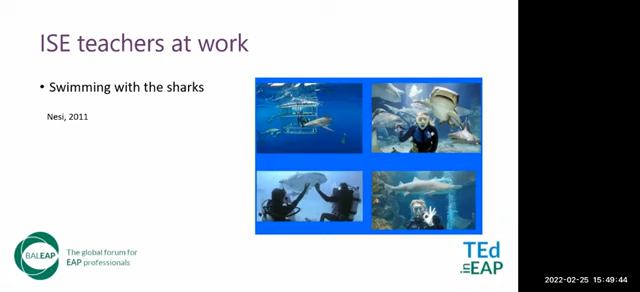 ISE teachers at work
• Swimming with the sharks
Nesi, 2011
BALEAP
The global forum for
EAP professionals
TEd
in EAP
2022-02-25 15:49:44